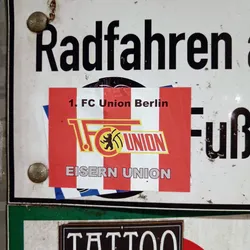 Radfahren a
1. FC Union Berlin
1.FC UNION
Fuß
EISERN UNION
TATTOO